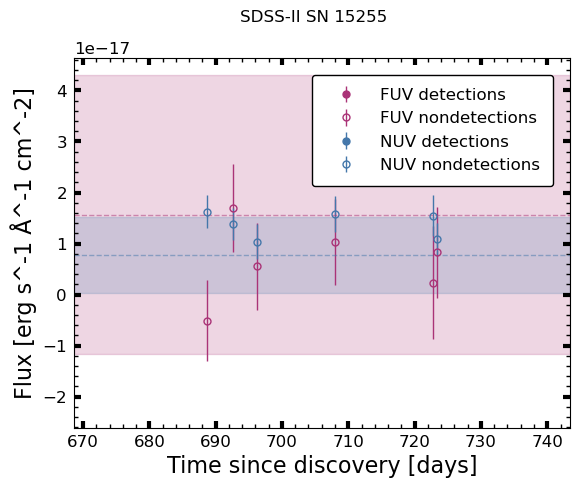 SDSS-II SN 15255
1e−17
FUV detections
FUV nondetections
NUV detections
NUV nondetections
4
3
2
1
0
−1
−2
Flux [erg s^-1 Å^-1 cm^-2]
670 680 690 700 710 720 730 740
Time since discovery [days]